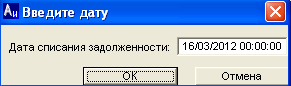 Введите дату
Дата списания задолженности: 16/03/2012 00:00:00
OK Отмена